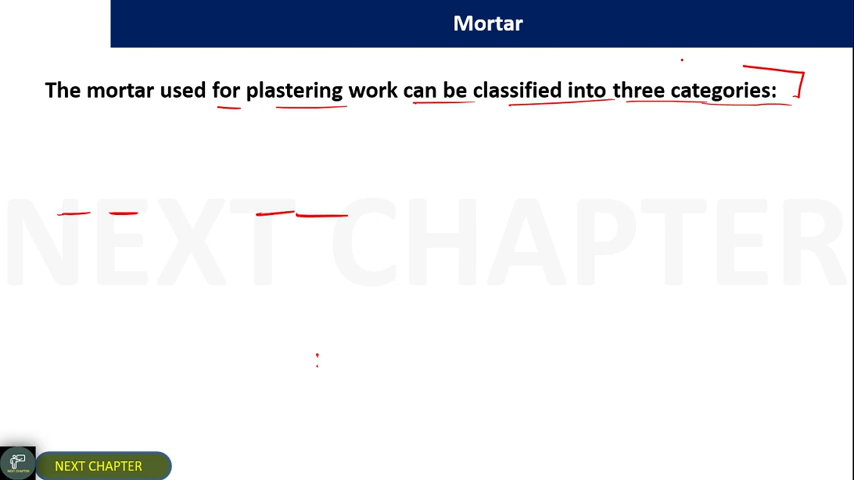 Mortar
The mortar used for plastering work can be classified into three categories:
NEXT CHAPTER
NEXT CHAPTER